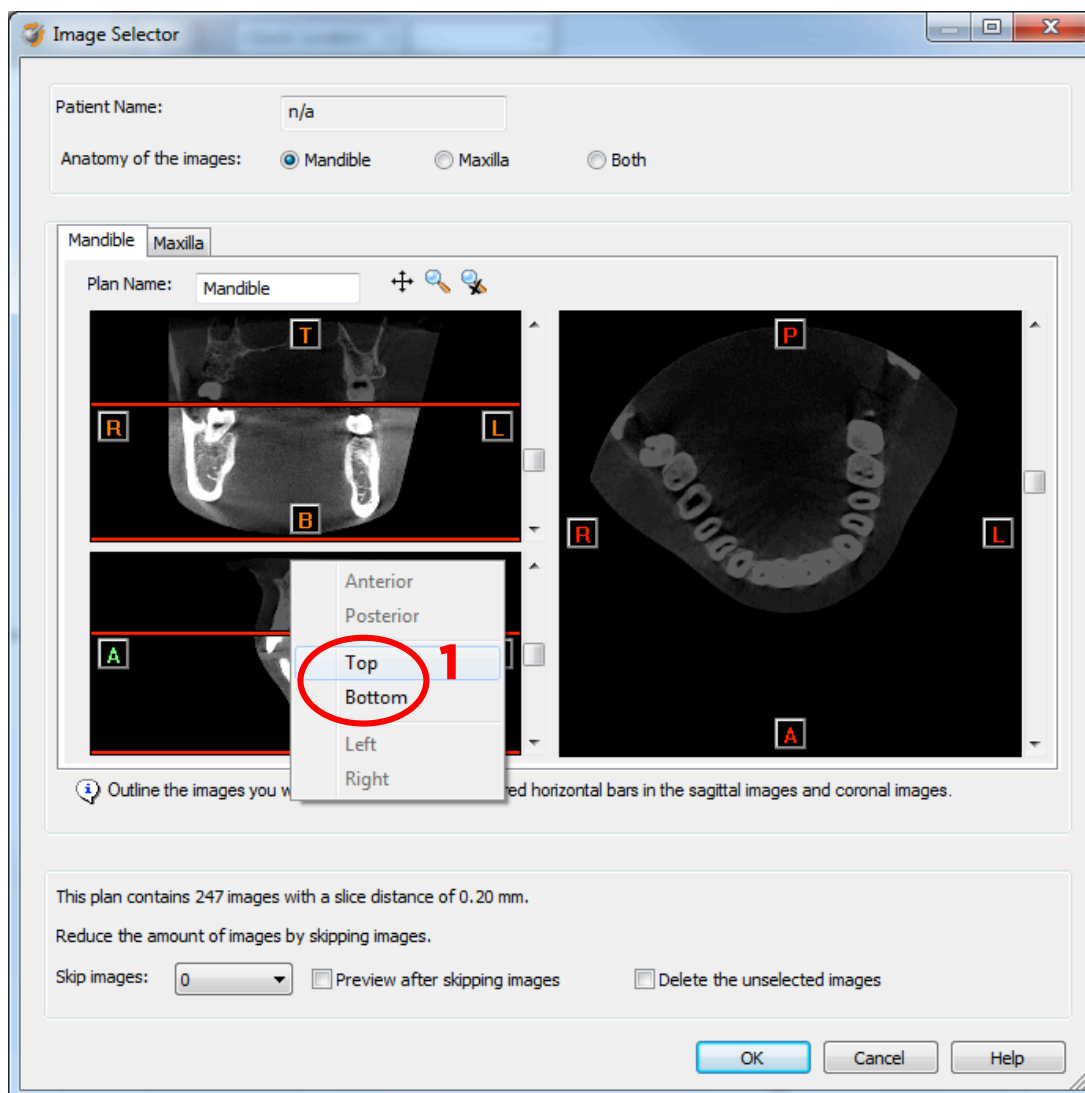 Image Selector
Patient Name: n/a
Anatomy of the images: Mandible Maxilla Both
Mandible Maxilla
Plan Name: Mandible
T
R L
B
P
R L
A
A
Anterior
Posterior
Top
Bottom
Left
Right
1
Outline the images you w red horizontal bars in the sagittal images and coronal images.
This plan contains 247 images with a slice distance of 0.20 mm.
Reduce the amount of images by skipping images.
Skip images: 0 Preview after skipping images Delete the unselected images
OK Cancel Help